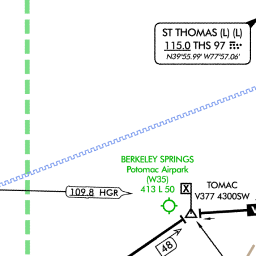 ST THOMAS (L) (L)
115.0 THS 97
N39°55.99' W77°57.06'
BERKELEY SPRINGS
Potomac Airpark
(W35)
413 L 50
TOMAC
V377 4300SW
109.8 HGR
X
48